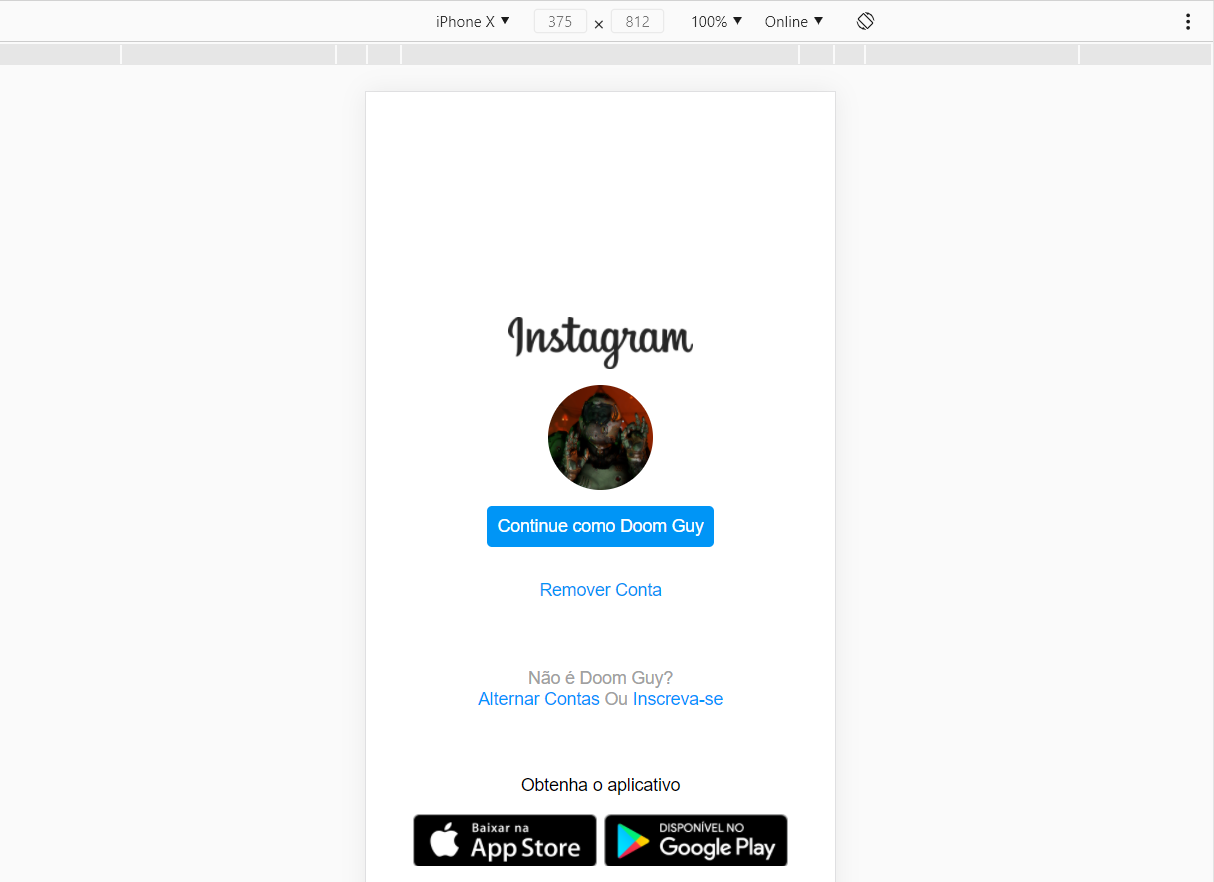 iPhone X ▼ 375 × 812 100% ▼ Online ▼
Instagram
Continue como Doom Guy
Remover Conta
Não é Doom Guy?
Alternar Contas Ou Inscreva-se
Obtenha o aplicativo
Baixar na
App Store
DISPONÍVEL NO
Google Play